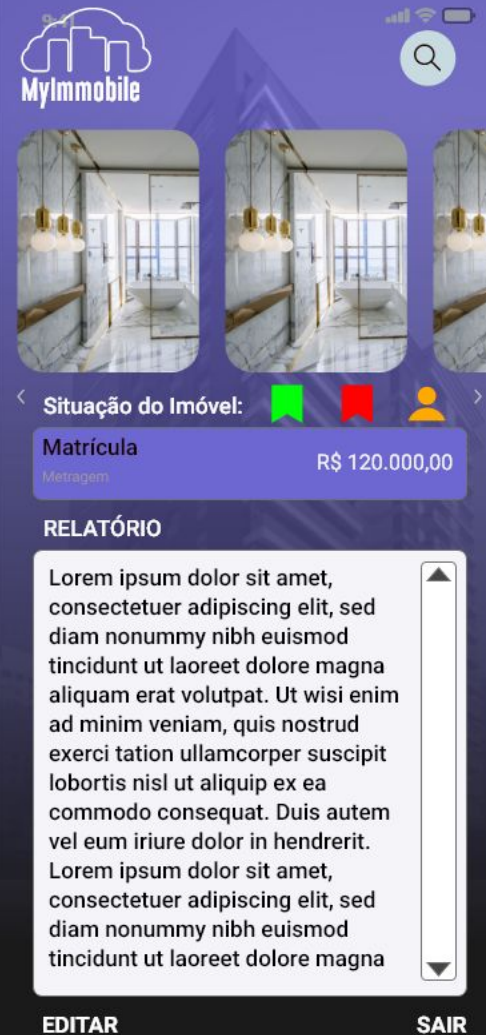 9:41
MyImmobile
Situação do Imóvel:
Matrícula
R$ 120.000,00
Metragem
RELATÓRIO
Lorem ipsum dolor sit amet,
consectetuer adipiscing elit, sed
diam nonummy nibh euismod
tincidunt ut laoreet dolore magna
aliquam erat volutpat. Ut wisi enim
ad minim veniam, quis nostrud
exerci tation ullamcorper suscipit
lobortis nisl ut aliquip ex ea
commodo consequat. Duis autem
vel eum iriure dolor in hendrerit.
Lorem ipsum dolor sit amet,
consectetuer adipiscing elit, sed
diam nonummy nibh euismod
tincidunt ut laoreet dolore magna
EDITAR
SAIR